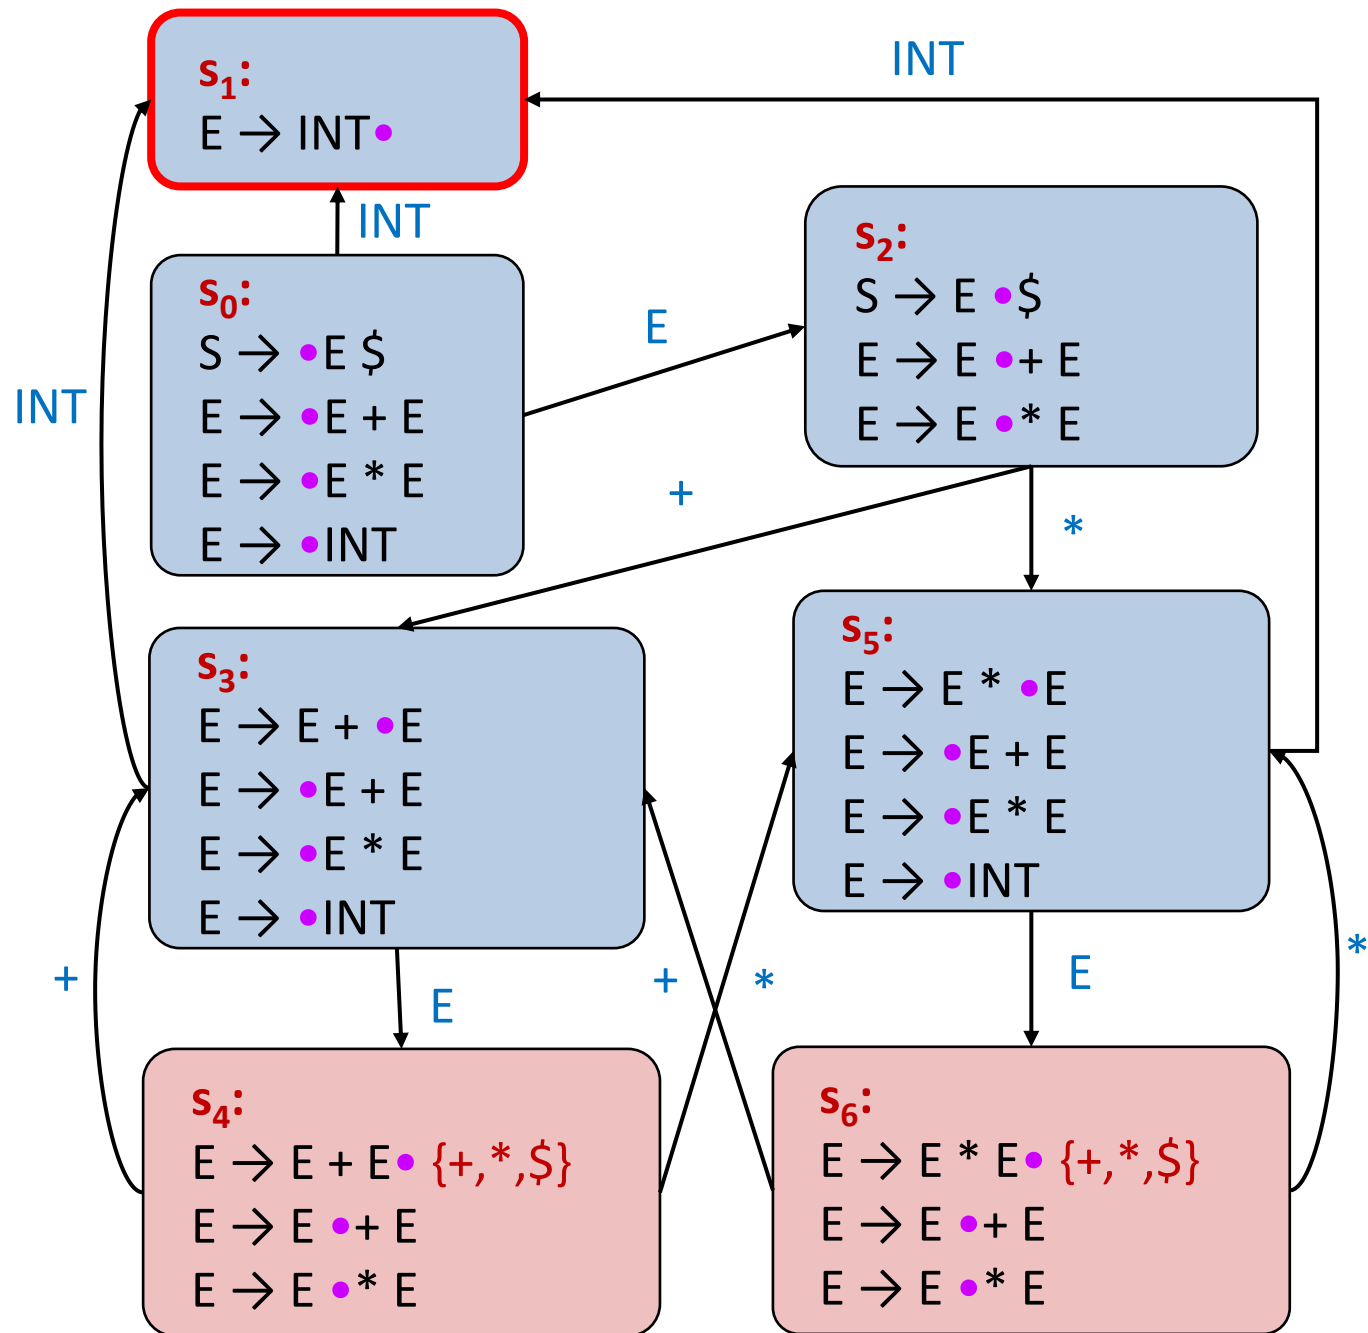 s₁:
E → INT•
INT
INT
s₀:
S → •E $
E → •E + E
E → •E * E
E → •INT
E
s₂:
S → E •$
E → E •+ E
E → E •* E
INT
+
*
s₃:
E → E + •E
E → •E + E
E → •E * E
E → •INT
s₅:
E → E * •E
E → •E + E
E → •E * E
E → •INT
+
E
+
*
E
*
s₄:
E → E + E• {+,*,$}
E → E •+ E
E → E •* E
s₆:
E → E * E• {+,*,$}
E → E •+ E
E → E •* E